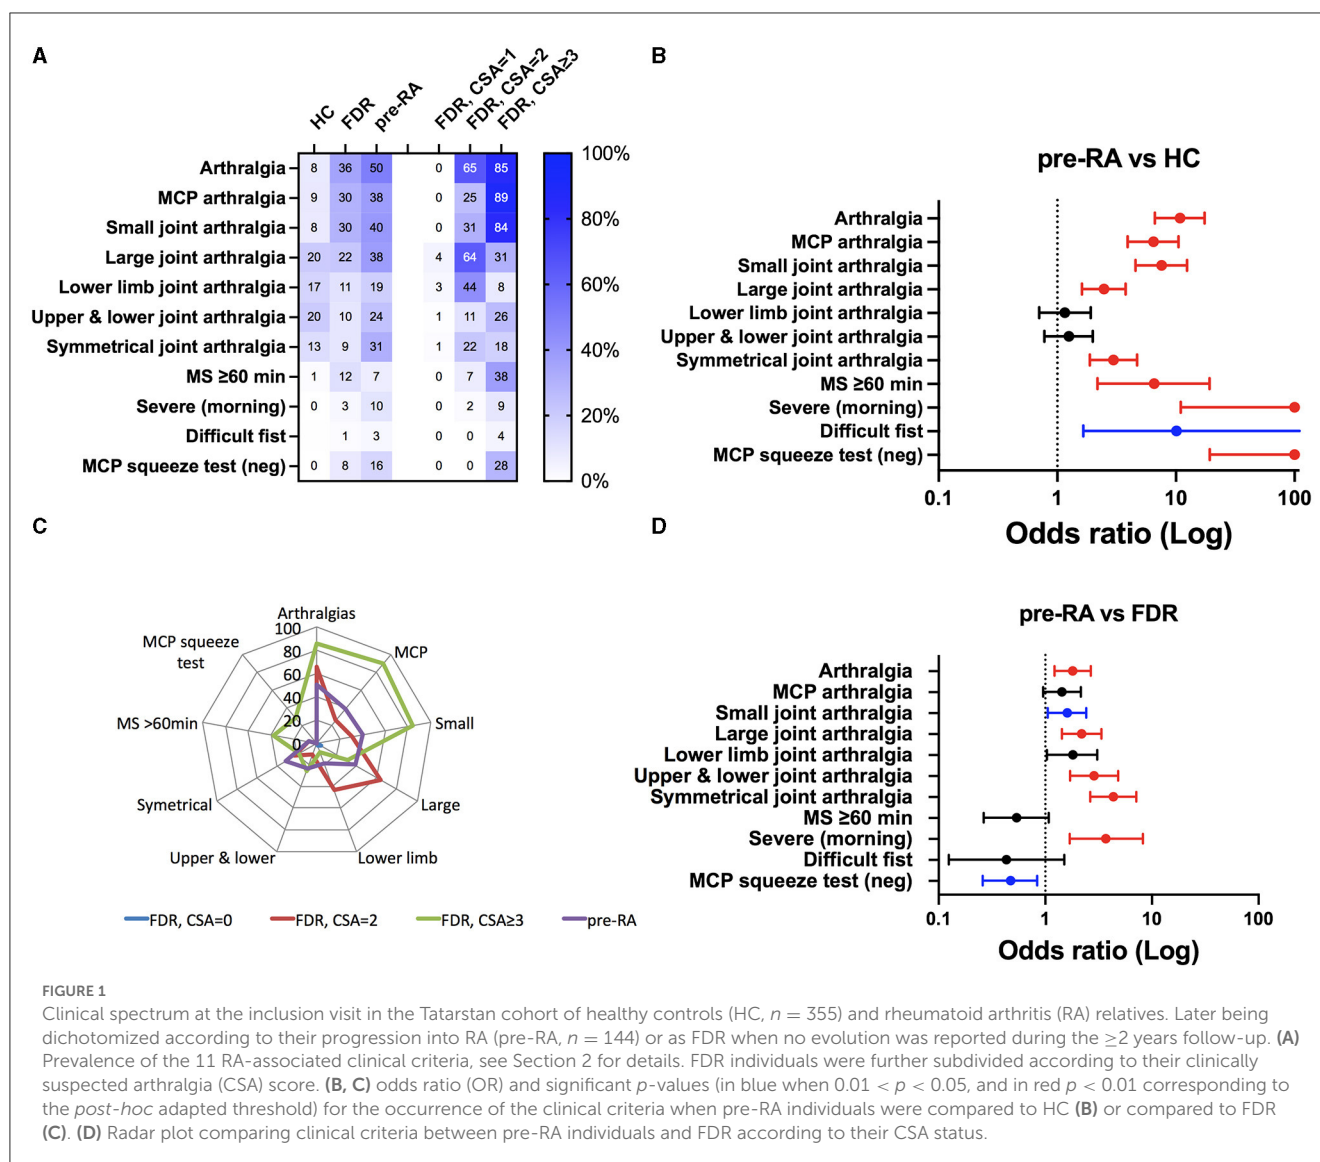 A
HC FDR pre-RA FDR, CSA=1 FDR, CSA=2 FDR, CSA≥3
Arthralgia 8 36 50 0 65 85
MCP arthralgia 9 30 38 0 25 89
Small joint arthralgia 8 30 40 0 31 84
Large joint arthralgia 20 22 38 4 64 31
Lower limb joint arthralgia 17 11 19 3 44 8
Upper & lower joint arthralgia 20 10 24 1 11 26
Symmetrical joint arthralgia 13 9 31 1 22 18
MS ≥60 min 1 12 7 0 7 38
Severe (morning) 0 3 10 0 2 9
Difficult fist 1 3 0 0 4
MCP squeeze test (neg) 0 8 16 0 0 28
100%
80%
60%
40%
20%
0%
B
pre-RA vs HC
Arthralgia
MCP arthralgia
Small joint arthralgia
Large joint arthralgia
Lower limb joint arthralgia
Upper & lower joint arthralgia
Symmetrical joint arthralgia
MS ≥60 min
Severe (morning)
Difficult fist
MCP squeeze test (neg)
0.1 1 10 100
Odds ratio (Log)
C
Arthralgias
MCP
Small
Large
Lower limb
Upper & lower
Symetrical
MS >60min
MCP squeeze
test
100
80
60
40
20
0
FDR, CSA=0 FDR, CSA=2 FDR, CSA≥3 pre-RA
D
pre-RA vs FDR
Arthralgia
MCP arthralgia
Small joint arthralgia
Large joint arthralgia
Lower limb joint arthralgia
Upper & lower joint arthralgia
Symmetrical joint arthralgia
MS ≥60 min
Severe (morning)
Difficult fist
MCP squeeze test (neg)
0.1 1 10 100
Odds ratio (Log)
FIGURE 1
Clinical spectrum at the inclusion visit in the Tatarstan cohort of healthy controls (HC, n = 355) and rheumatoid arthritis (RA) relatives. Later being
dichotomized according to their progression into RA (pre-RA, n = 144) or as FDR when no evolution was reported during the ≥2 years follow-up. (A)
Prevalence of the 11 RA-associated clinical criteria, see Section 2 for details. FDR individuals were further subdivided according to their clinically
suspected arthralgia (CSA) score. (B, C) odds ratio (OR) and significant p-values (in blue when 0.01 < p < 0.05, and in red p < 0.01 corresponding to
the post-hoc adapted threshold) for the occurrence of the clinical criteria when pre-RA individuals were compared to HC (B) or compared to FDR
(C). (D) Radar plot comparing clinical criteria between pre-RA individuals and FDR according to their CSA status.